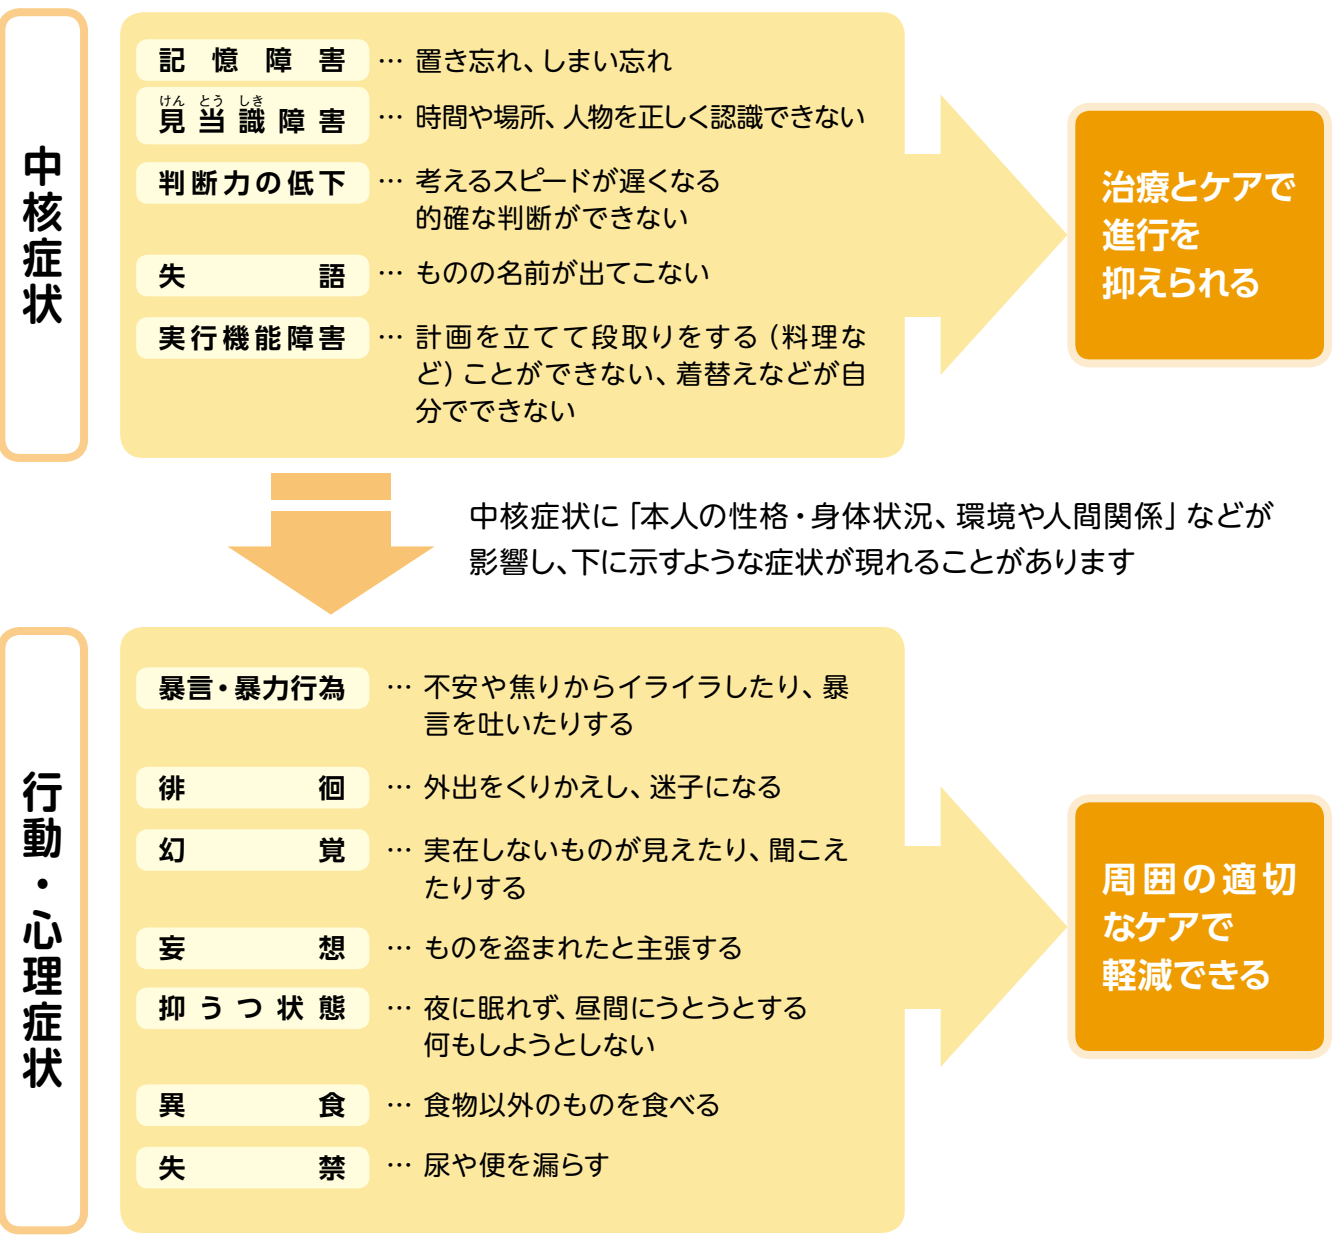 中核症状
記憶障害 … 置き忘れ、しまい忘れ
けん とう しき
見当識障害 … 時間や場所、人物を正しく認識できない
判断力の低下 … 考えるスピードが遅くなる
的確な判断ができない
失語 … ものの名前が出てこない
実行機能障害 … 計画を立てて段取りをする（料理な
ど）ことができない、着替えなどが自
分でできない
治療とケアで
進行を
抑えられる
中核症状に「本人の性格・身体状況、環境や人間関係」などが
影響し、下に示すような症状が現れることがあります
行動・心理症状
暴言・暴力行為 … 不安や焦りからイライラしたり、暴
言を吐いたりする
徘徊 … 外出をくりかえし、迷子になる
幻覚 … 実在しないものが見えたり、聞こえ
たりする
妄想 … ものを盗まれたと主張する
抑うつ状態 … 夜に眠れず、昼間にうとうとする
何もしようとしない
異食 … 食物以外のものを食べる
失禁 … 尿や便を漏らす
周囲の適切
なケアで
軽減できる